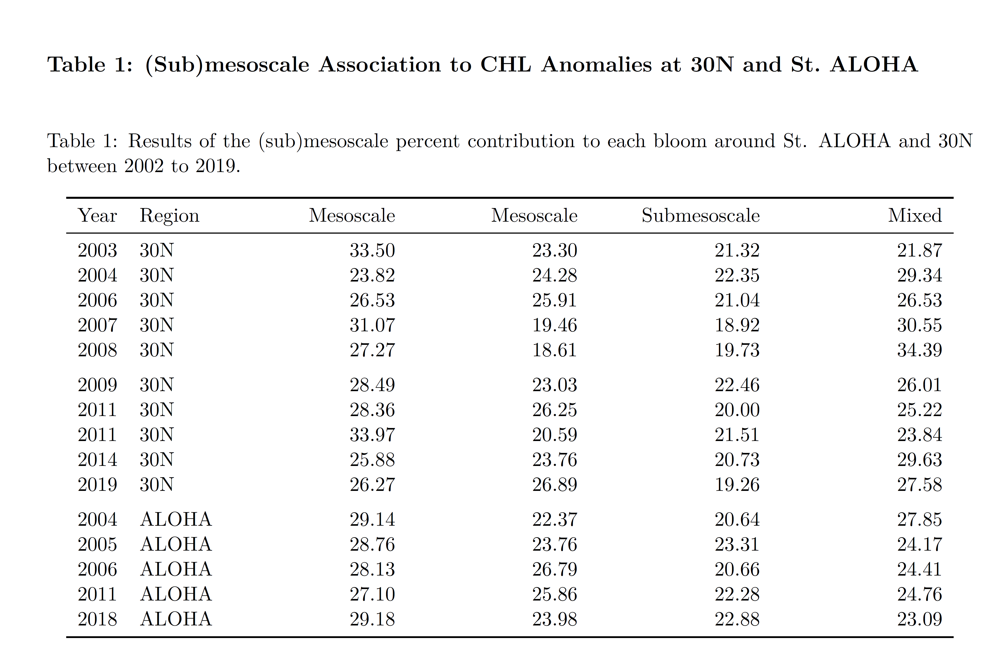 Table 1: (Sub)mesoscale Association to CHL Anomalies at 30N and St. ALOHA
Table 1: Results of the (sub)mesoscale percent contribution to each bloom around St. ALOHA and 30N
between 2002 to 2019.
Year Region Mesoscale Mesoscale Submesoscale Mixed
2003 30N 33.50 23.30 21.32 21.87
2004 30N 23.82 24.28 22.35 29.34
2006 30N 26.53 25.91 21.04 26.53
2007 30N 31.07 19.46 18.92 30.55
2008 30N 27.27 18.61 19.73 34.39
2009 30N 28.49 23.03 22.46 26.01
2011 30N 28.36 26.25 20.00 25.22
2011 30N 33.97 20.59 21.51 23.84
2014 30N 25.88 23.76 20.73 29.63
2019 30N 26.27 26.89 19.26 27.58
2004 ALOHA 29.14 22.37 20.64 27.85
2005 ALOHA 28.76 23.76 23.31 24.17
2006 ALOHA 28.13 26.79 20.66 24.41
2011 ALOHA 27.10 25.86 22.28 24.76
2018 ALOHA 29.18 23.98 22.88 23.09